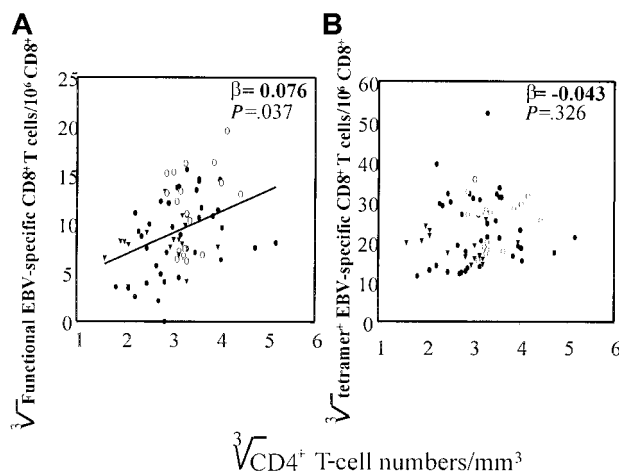 A
B
∛Functional EBV-specific CD8⁺ T cells/10⁶ CD8⁺
25
20
15
10
5
0
β= 0.076
P=.037
1 2 3 4 5 6
∛tetramer⁺ EBV-specific CD8⁺ T cells/10⁶ CD8⁺
60
50
40
30
20
10
0
β= -0.043
P=.326
1 2 3 4 5 6
∛CD4⁺ T-cell numbers/mm³